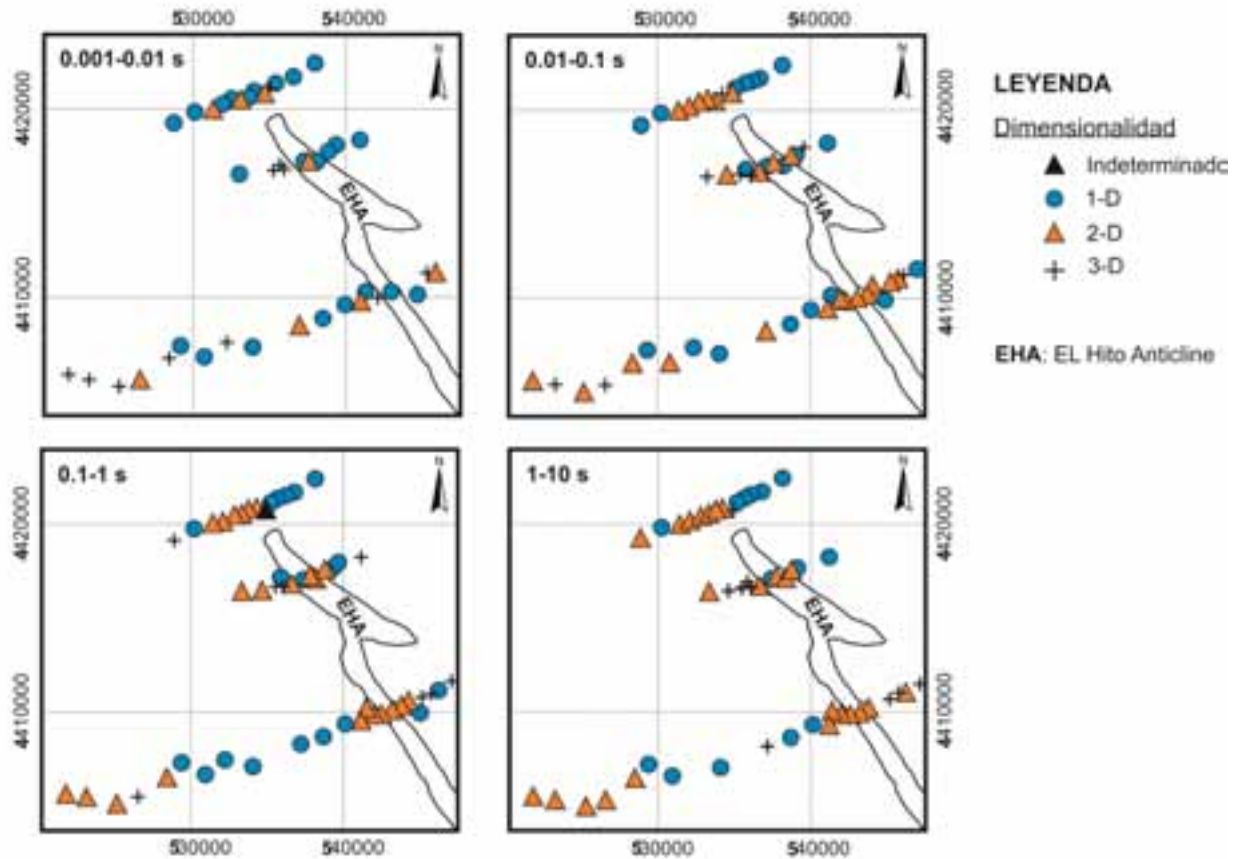 530000 540000 530000 540000
0.001-0.01 s
N
0.01-0.1 s
N
4420000
4420000
EHA
EHA
4410000
4410000
LEYENDA
Dimensionalidad
Indeterminado
1-D
2-D
3-D
EHA: EL Hito Anticline
0.1-1 s
N
1-10 s
N
4420000
4420000
EHA
EHA
4410000
4410000
530000 540000 530000 540000